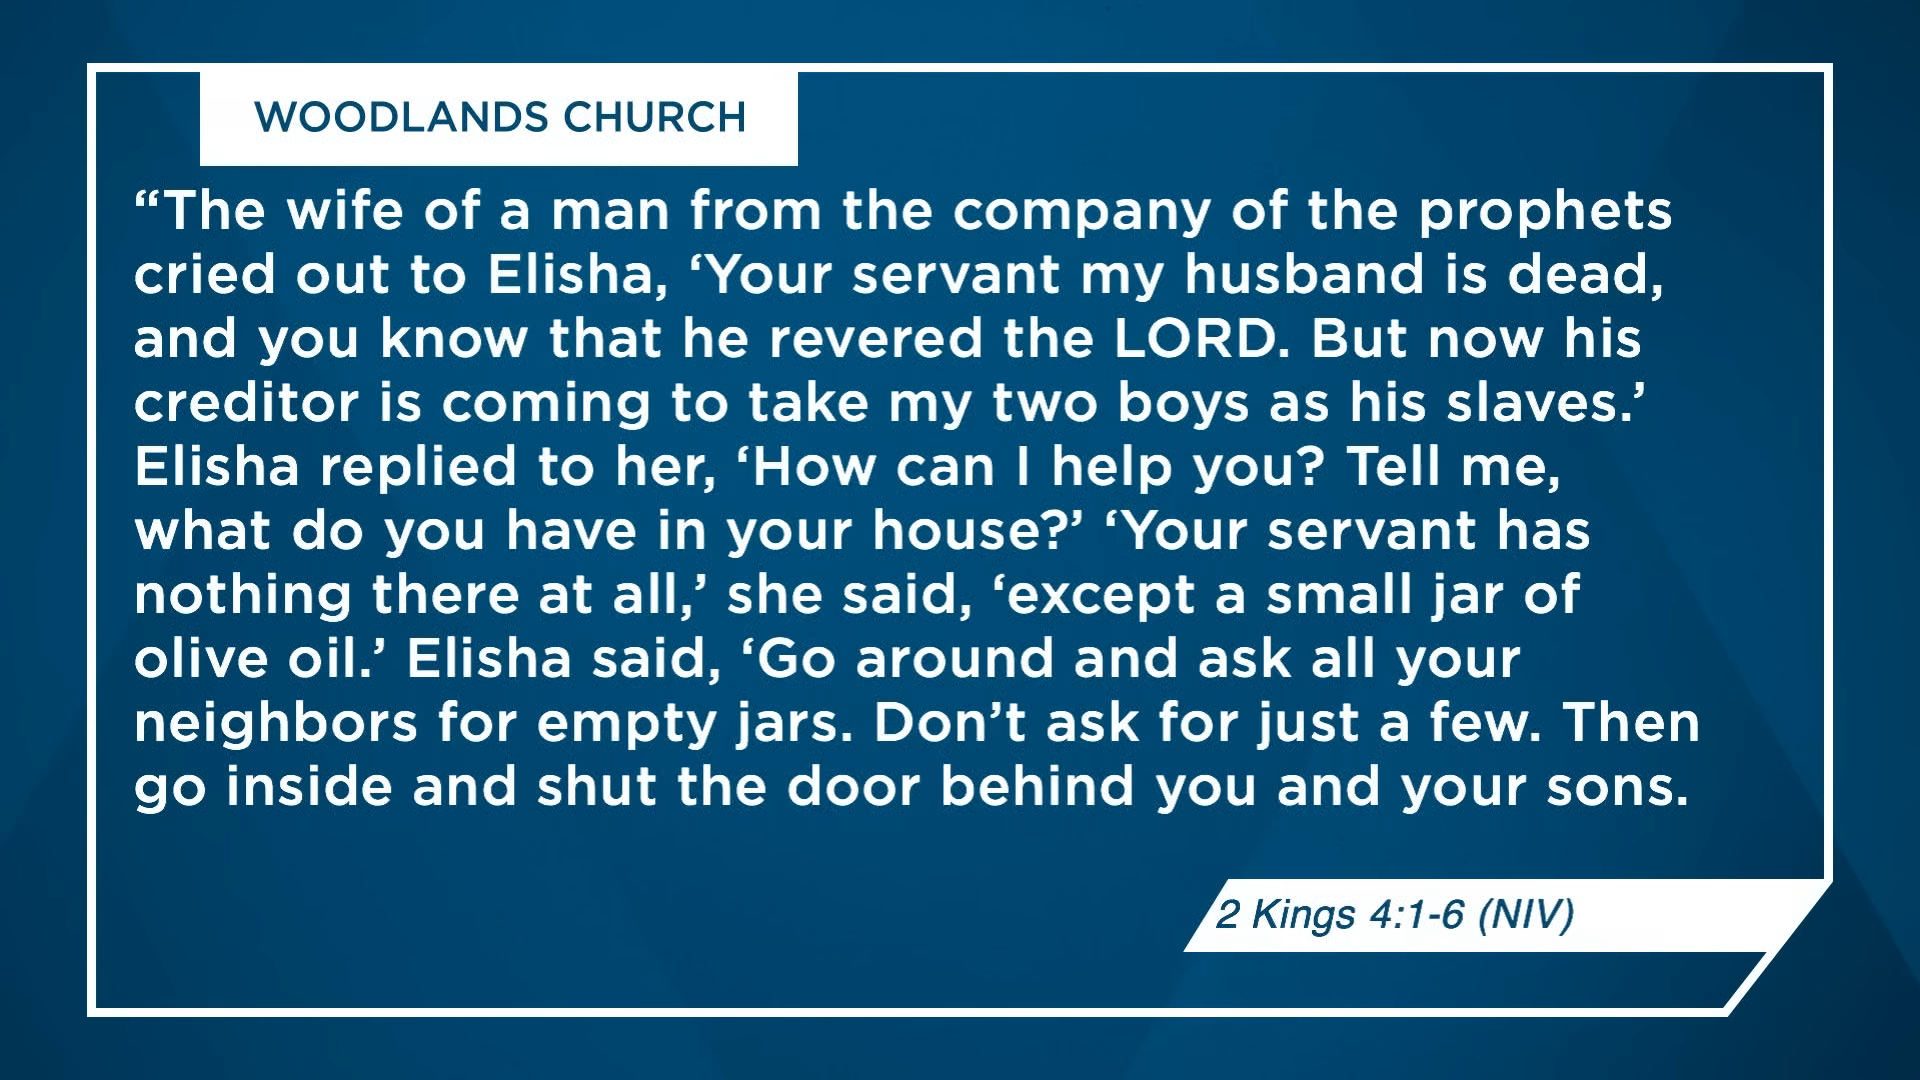 WOODLANDS CHURCH
“The wife of a man from the company of the prophets
cried out to Elisha, ‘Your servant my husband is dead,
and you know that he revered the LORD. But now his
creditor is coming to take my two boys as his slaves.’
Elisha replied to her, ‘How can I help you? Tell me,
what do you have in your house?’ ‘Your servant has
nothing there at all,’ she said, ‘except a small jar of
olive oil.’ Elisha said, ‘Go around and ask all your
neighbors for empty jars. Don’t ask for just a few. Then
go inside and shut the door behind you and your sons.
2 Kings 4:1-6 (NIV)